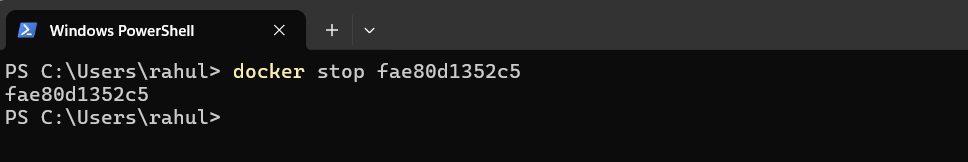 Windows PowerShell
PS C:\Users\rahul> docker stop fae80d1352c5
fae80d1352c5
PS C:\Users\rahul>